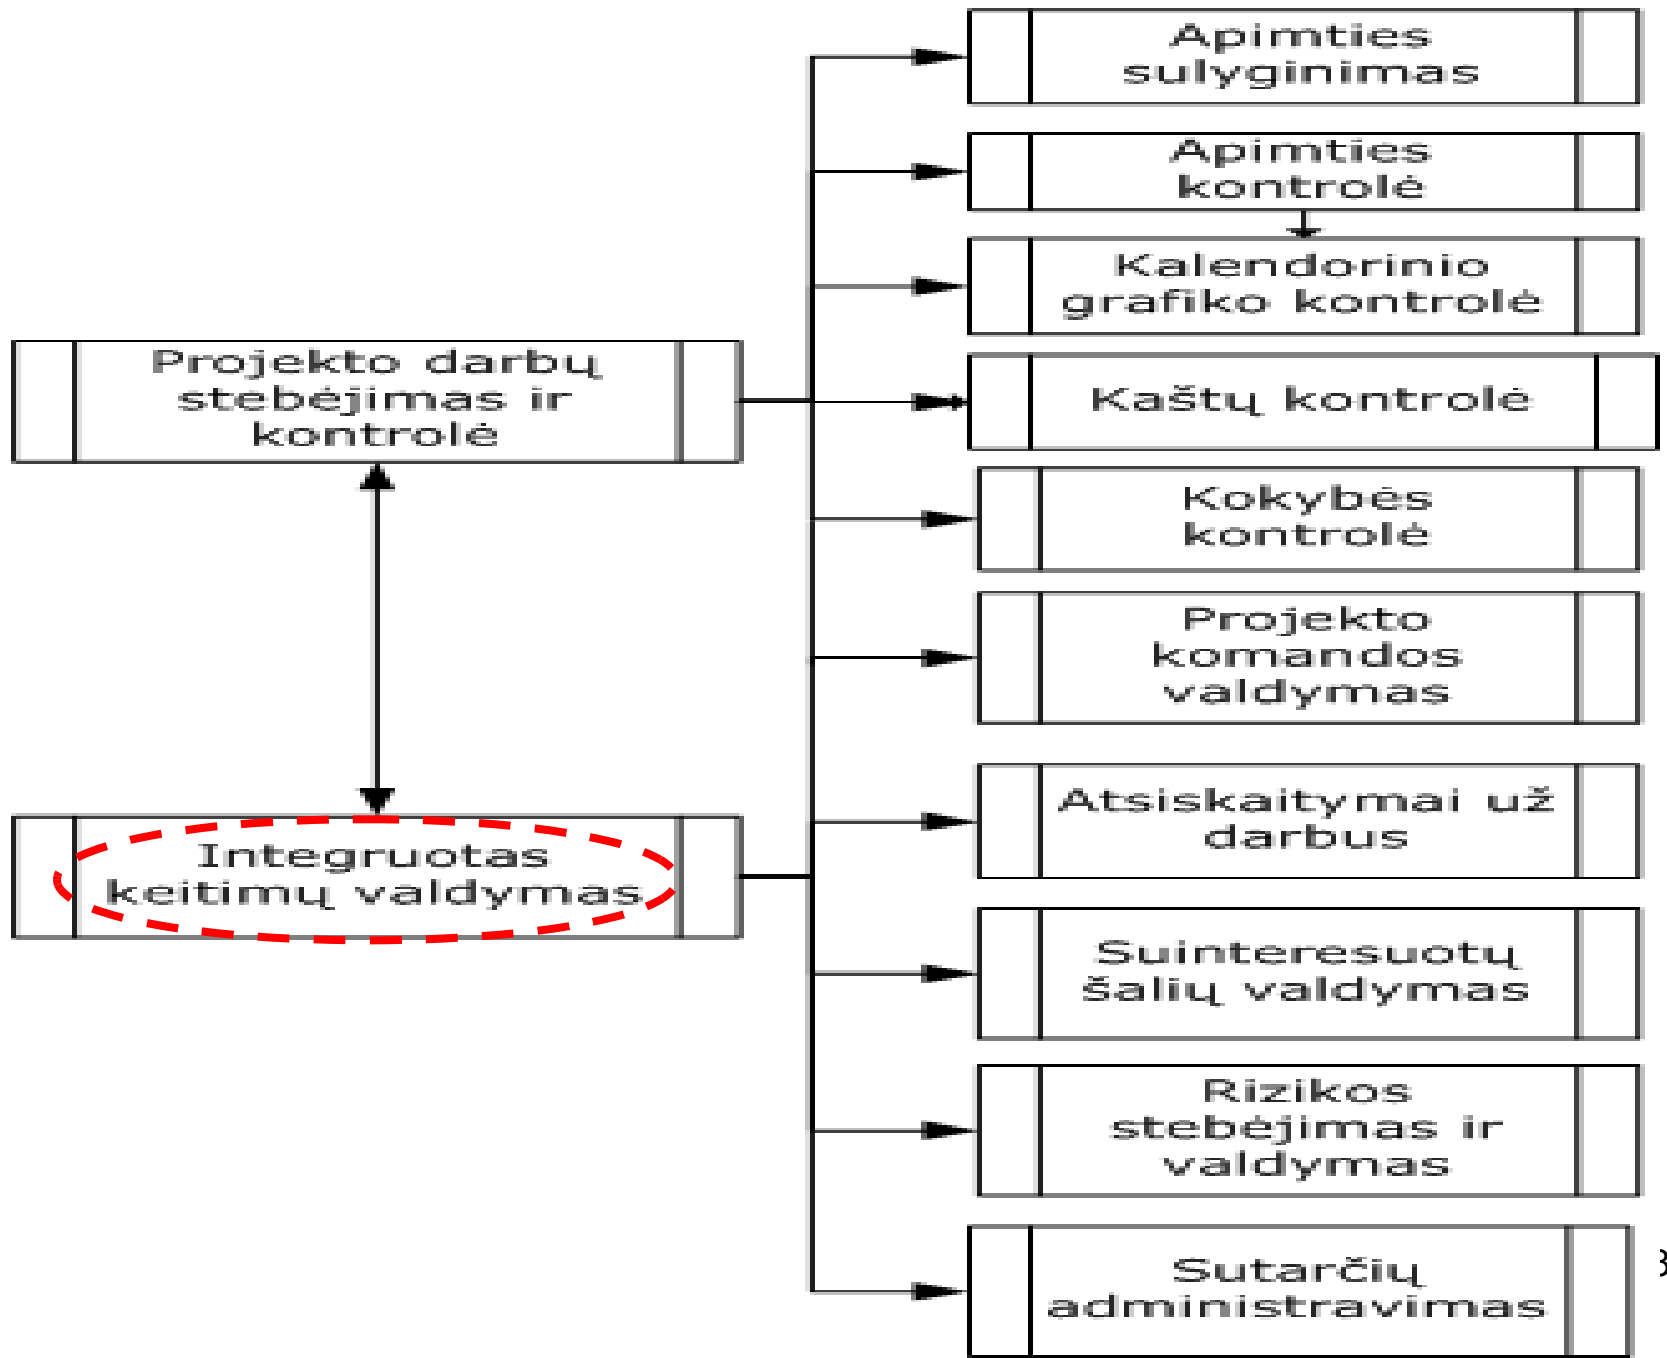 Apimties
sulyginimas
Apimties
kontrolė
Kalendorinio
grafiko kontrolė
Projekto darbų
stebėjimas ir
kontrolė
Kaštų kontrolė
Kokybės
kontrolė
Projekto
komandos
valdymas
Atsiskaitymai už
darbus
Integruotas
keitimų valdymas
Suinteresuotų
šalių valdymas
Rizikos
stebėjimas ir
valdymas
Sutarčių
administravimas